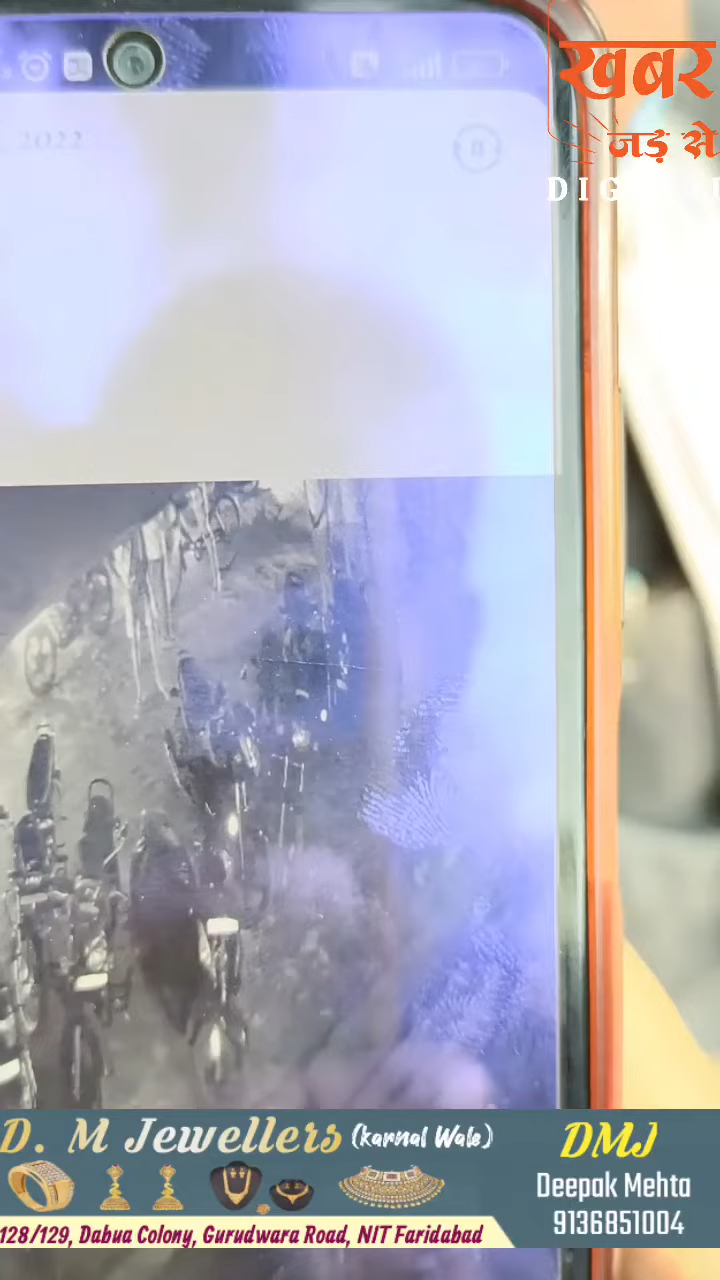 खबर
जड़ से
2022
D. M Jewellers (karnal Wale)
DMJ
Deepak Mehta
9136851004
128/129, Dabua Colony, Gurudwara Road, NIT Faridabad